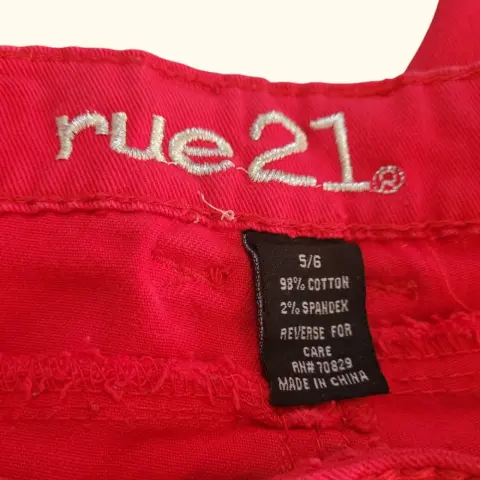 rue21®
5/6
98% COTTON
2% SPANDEX
REVERSE FOR
CARE
RN#70829
MADE IN CHINA